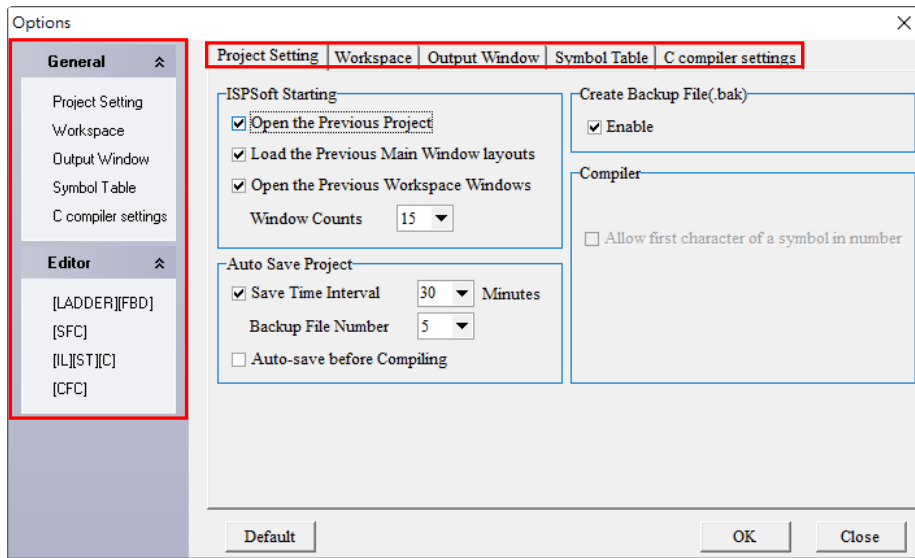 Options
General
Project Setting
Workspace
Output Window
Symbol Table
C compiler settings
Editor
[LADDER][FBD]
[SFC]
[IL][ST][C]
[CFC]
Project Setting Workspace Output Window Symbol Table C compiler settings
ISPSoft Starting
Open the Previous Project
Load the Previous Main Window layouts
Open the Previous Workspace Windows
Window Counts 15
Auto Save Project
Save Time Interval 30 Minutes
Backup File Number 5
Auto-save before Compiling
Create Backup File(.bak)
Enable
Compiler
Allow first character of a symbol in number
Default OK Close